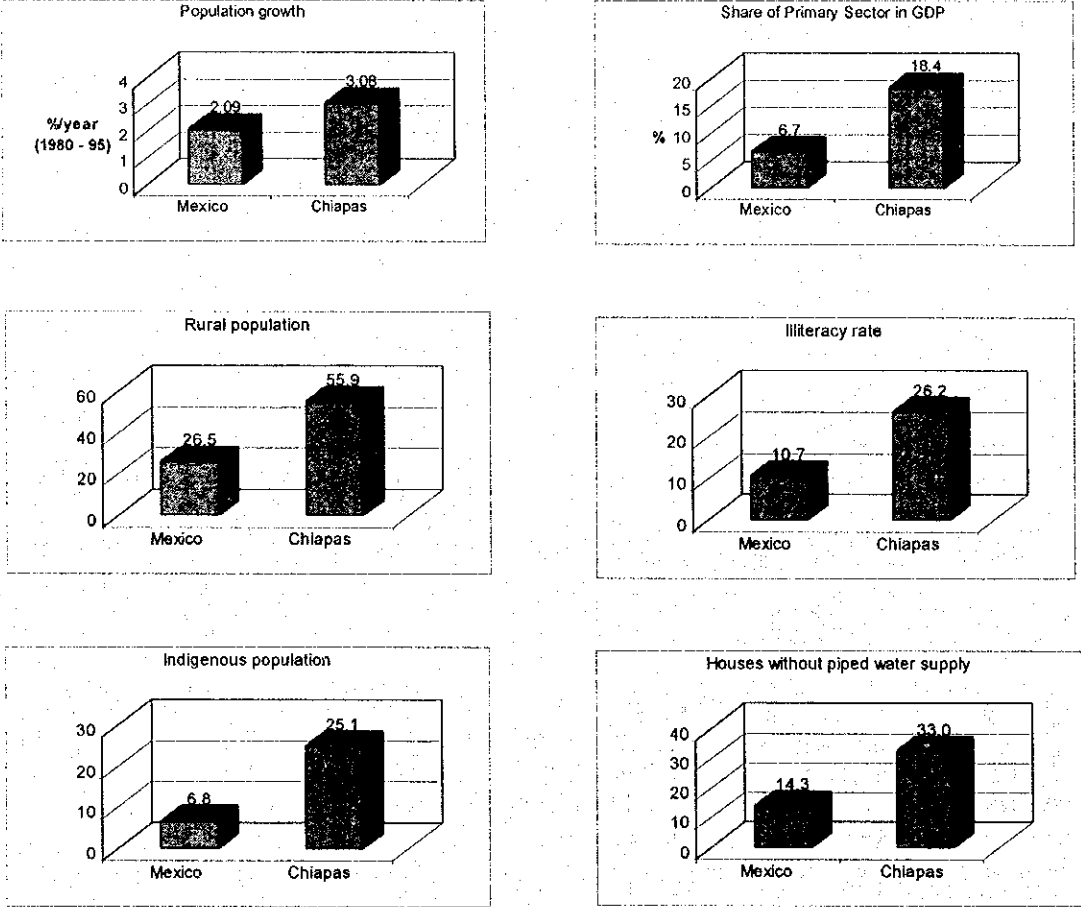 Population growth
4
3
2
1
0
%/year
(1980 - 95)
2.09
3.08
Mexico
Chiapas
Share of Primary Sector in GDP
20
15
10
5
0
%
6.7
18.4
Mexico
Chiapas
Rural population
60
40
20
0
26.5
55.9
Mexico
Chiapas
Illiteracy rate
30
20
10
0
10.7
26.2
Mexico
Chiapas
Indigenous population
30
20
10
0
6.8
25.1
Mexico
Chiapas
Houses without piped water supply
40
30
20
10
0
14.3
33.0
Mexico
Chiapas